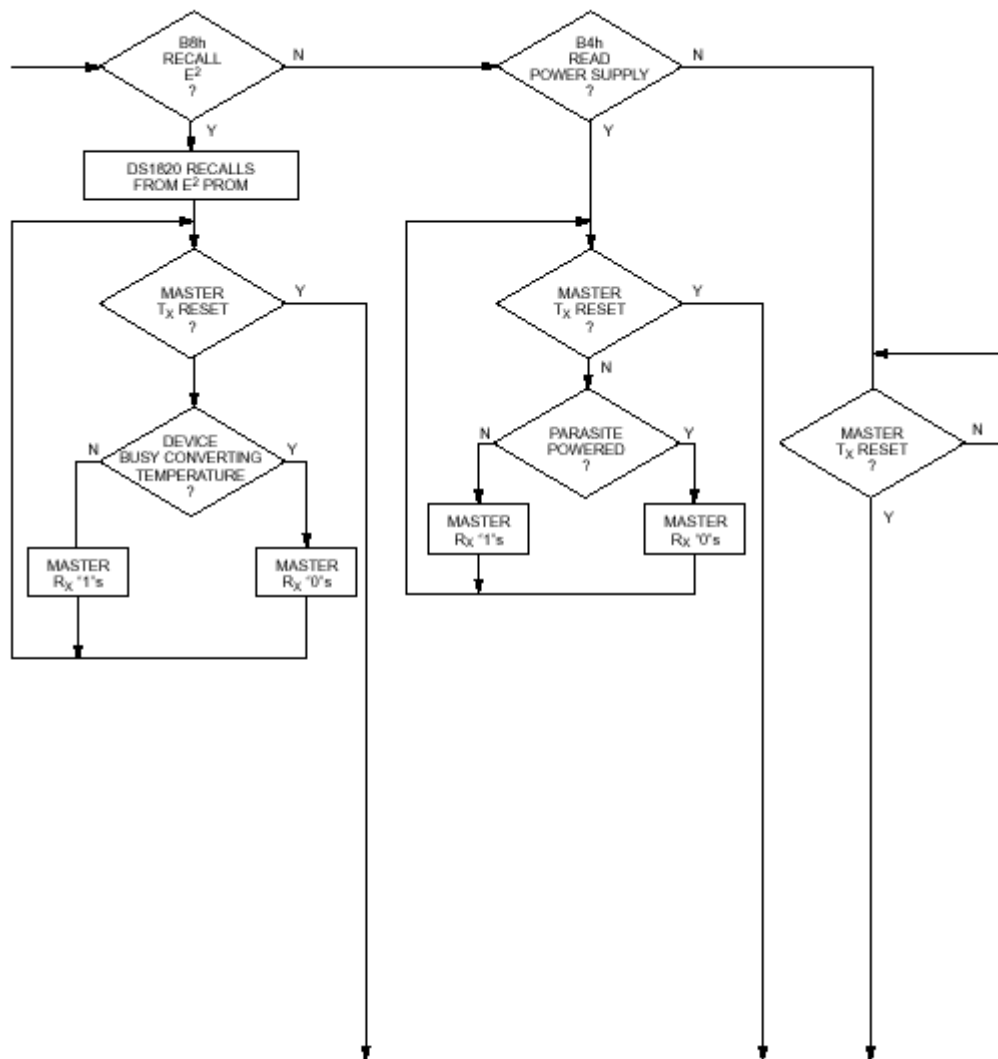 B8h
RECALL
E²
?
N
Y
DS1820 RECALLS
FROM E² PROM
MASTER
TX RESET
?
Y
DEVICE
BUSY CONVERTING
TEMPERATURE
?
N
Y
MASTER
RX "1"s
MASTER
RX "0"s
B4h
READ
POWER SUPPLY
?
N
Y
MASTER
TX RESET
?
Y
N
PARASITE
POWERED
?
N
Y
MASTER
RX "1"s
MASTER
RX "0"s
MASTER
TX RESET
?
N
Y